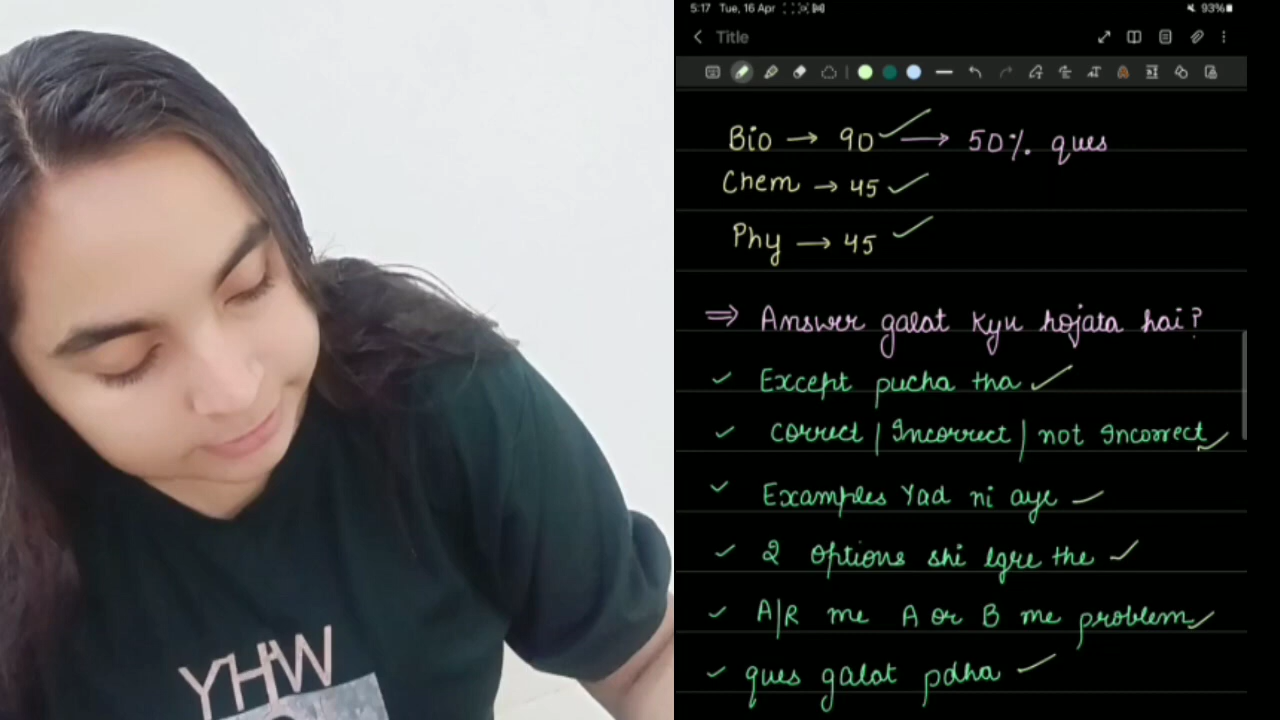 5:17 Tue, 16 Apr
93%
Title
Bio → 90 ✓ → 50% ques
Chem → 45 ✓
Phy → 45 ✓
⇒ Answer galat kyu hojata hai?
✓ Except pucha tha ✓
✓ correct | Incorrect | not Incorrect ✓
✓ Examples Yad ni aye ✓
✓ 2 options shi lgre the ✓
✓ A/R me A or B me problem ✓
✓ ques galat pdha ✓
YHW